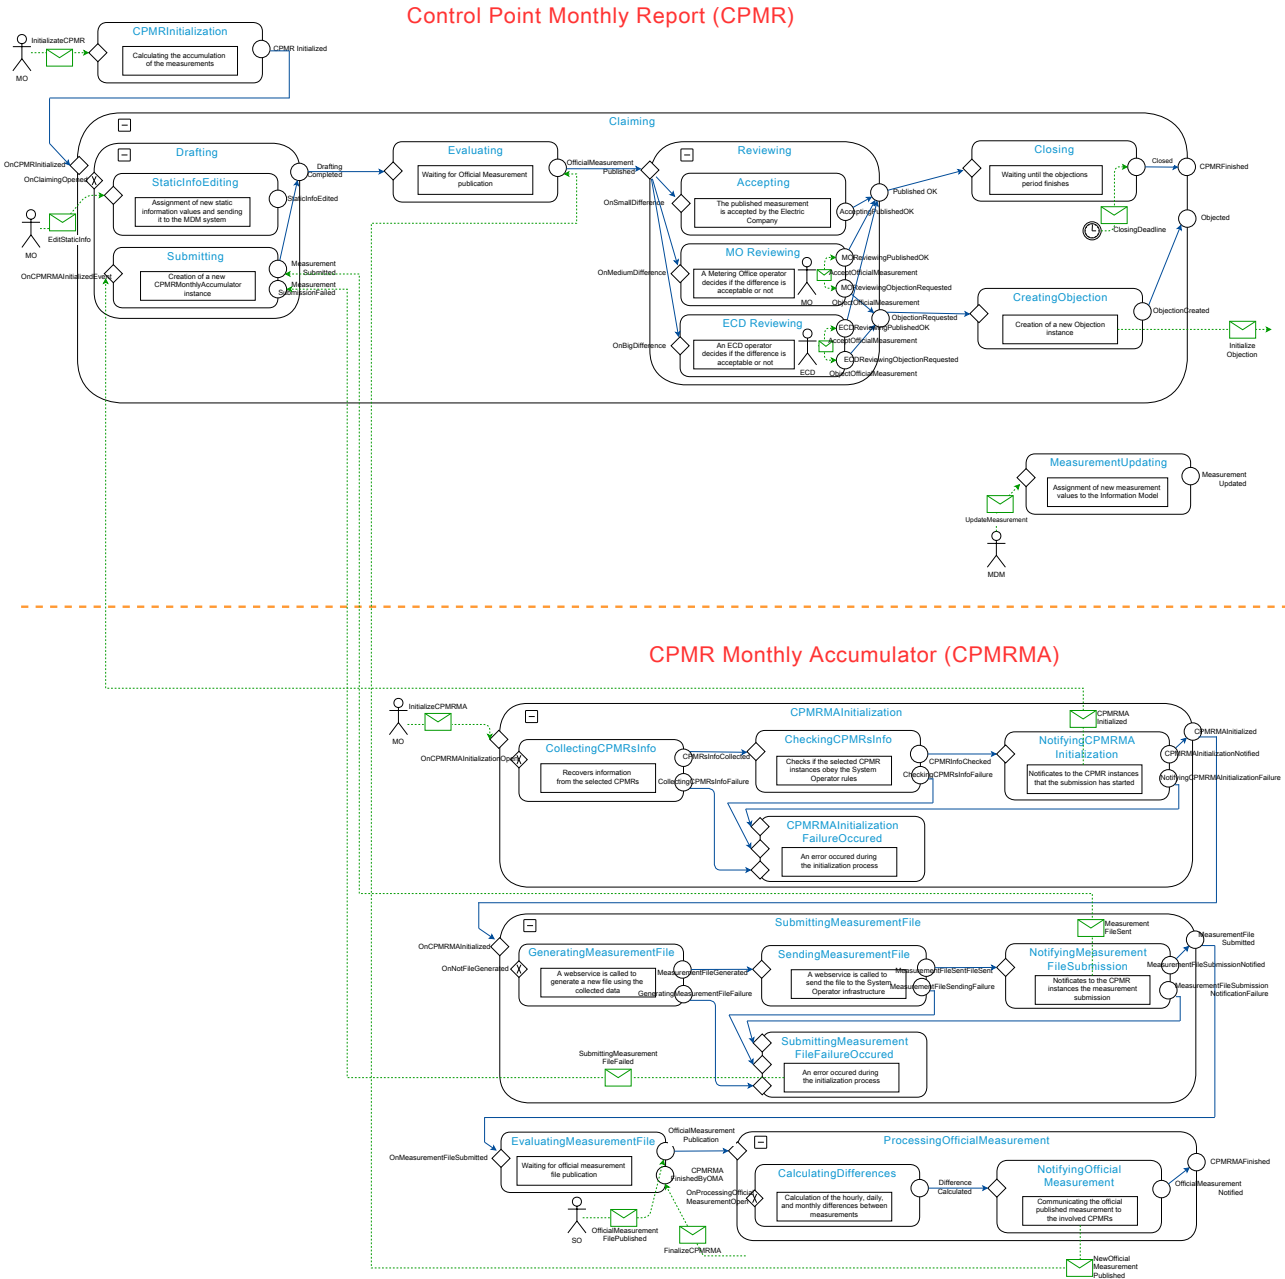 Control Point Monthly Report (CPMR)
InitializateCPMR
MO
CPMRInitialization
Calculating the accumulation
of the measurements
CPMR Initialized
Claiming
OnCPMRInitialized
OnClaimingOpened
Drafting
StaticInfoEditing
Assignment of new static
information values and sending
it to the MDM system
StaticInfoEdited
EditStaticInfo
MO
Submitting
Creation of a new
CPMRMonthlyAccumulator
instance
OnCPMRMAInitializedEvent
Measurement
Submitted
Measurement
SubmissionFailed
Drafting
Completed
Evaluating
Waiting for Official Measurement
publication
OfficialMeasurement
Published
Reviewing
Accepting
The published measurement
is accepted by the Electric
Company
OnSmallDifference
AcceptingPublishedOK
MO Reviewing
A Metering Office operator
decides if the difference is
acceptable or not
OnMediumDifference
MO
MOReviewingPublishedOK
AcceptOfficialMeasurement
MOReviewingObjectionRequested
ObjectOfficialMeasurement
ECD Reviewing
An ECD operator
decides if the difference is
acceptable or not
OnBigDifference
ECD
ECDReviewingPublishedOK
AcceptOfficialMeasurement
ECDReviewingObjectionRequested
ObjectOfficialMeasurement
Published OK
ObjectionRequested
Closing
Waiting until the objections
period finishes
Closed
ClosingDeadline
CPMRFinished
Objected
CreatingObjection
Creation of a new Objection
instance
ObjectionCreated
Initialize
Objection
MeasurementUpdating
Assignment of new measurement
values to the Information Model
Measurement
Updated
UpdateMeasurement
MDM
CPMR Monthly Accumulator (CPMRMA)
InitializeCPMRMA
MO
OnCPMRMAInitializationOpen
CPMRMAInitialization
CPMRMA
Initialized
CPMRMAInitialized
CollectingCPMRsInfo
Recovers information
from the selected CPMRs
CPMRsInfoCollected
CollectingCPMRsInfoFailure
CheckingCPMRsInfo
Checks if the selected CPMR
instances obey the System
Operator rules
CPMRInfoChecked
CheckingCPMRsInfoFailure
NotifyingCPMRMA
Initialization
Notificates to the CPMR instances
that the submission has started
CPMRMAInitializationNotified
NotifyingCPMRMAInitializationFailure
CPMRMAInitialization
FailureOccured
An error occured during
the initialization process
SubmittingMeasurementFile
Measurement
FileSent
MeasurementFile
Submitted
OnCPMRMAInitialized
OnNotFileGenerated
GeneratingMeasurementFile
A webservice is called to
generate a new file using the
collected data
MeasurementFileGenerated
GeneratingMeasurementFileFailure
SendingMeasurementFile
A webservice is called to
send the file to the System
Operator infrastructure
MeasurementFileSentFileSent
MeasurementFileSendingFailure
NotifyingMeasurement
FileSubmission
Notificates to the CPMR
instances the measurement
submission
MeasurementFileSubmissionNotified
MeasurementFileSubmission
NotificationFailure
SubmittingMeasurement
FileFailureOccured
An error occured during
the initialization process
SubmittingMeasurement
FileFailed
OnMeasurementFileSubmitted
EvaluatingMeasurementFile
Waiting for official measurement
file publication
OfficialMeasurement
Publication
CPMRMA
FinishedByOMA
SO
OfficialMeasurement
FilePublished
FinalizeCPMRMA
ProcessingOfficialMeasurement
OnProcessingOfficial
MeasurementOpen
CalculatingDifferences
Calculation of the hourly, daily,
and monthly differences between
measurements
Difference
Calculated
NotifyingOfficial
Measurement
Communicating the official
published measurement to
the involved CPMRs
CPMRMAFinished
OfficialMeasurement
Notified
NewOfficial
Measurement
Published